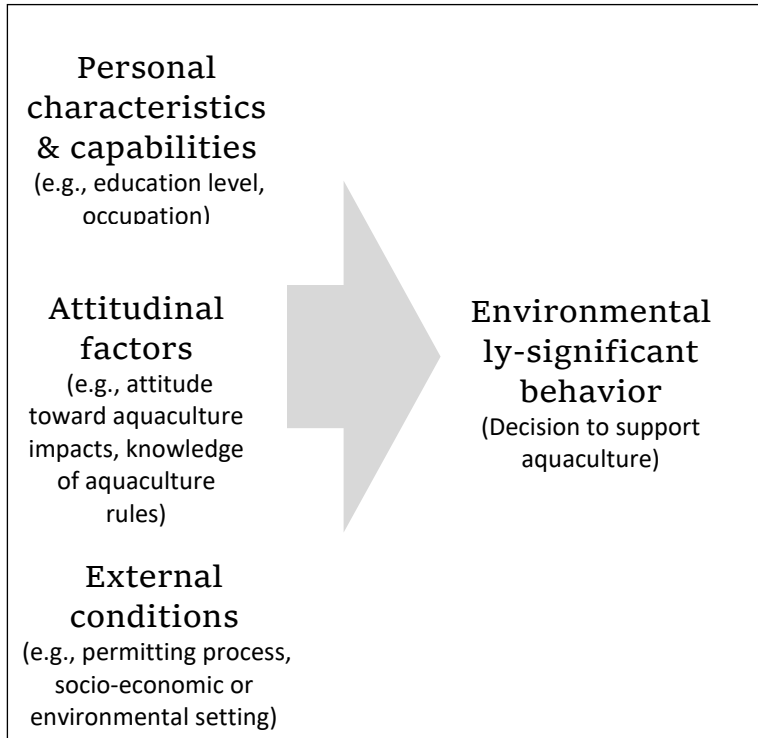 Personal
characteristics
& capabilities
(e.g., education level,
occupation)
Attitudinal
factors
(e.g., attitude
toward aquaculture
impacts, knowledge
of aquaculture
rules)
External
conditions
(e.g., permitting process,
socio-economic or
environmental setting)
Environmental
ly-significant
behavior
(Decision to support
aquaculture)